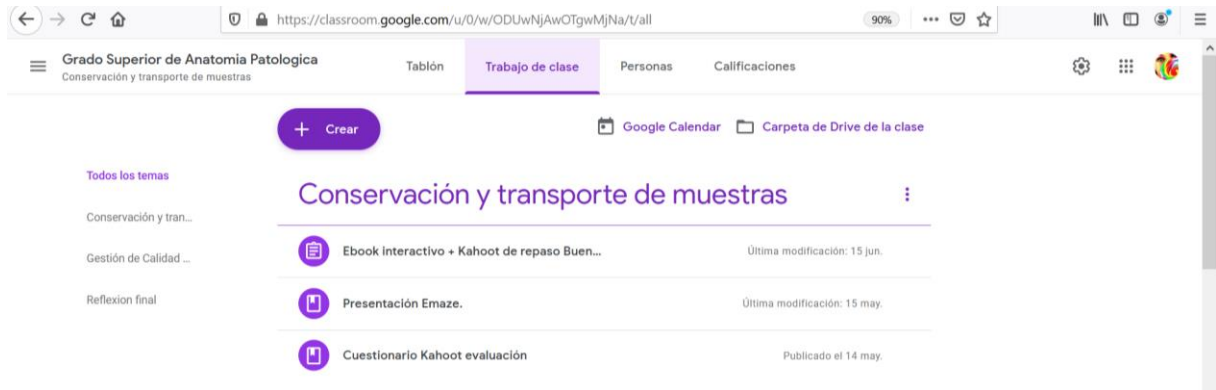 https://classroom.google.com/u/0/w/ODUwNjAwOTgwMjNa/t/all
90%
Grado Superior de Anatomia Patologica
Conservación y transporte de muestras
Tablón
Trabajo de clase
Personas
Calificaciones
Crear
Google Calendar
Carpeta de Drive de la clase
Todos los temas
Conservación y tran...
Gestión de Calidad ...
Reflexion final
Conservación y transporte de muestras
Ebook interactivo + Kahoot de repaso Buen... Última modificación: 15 jun.
Presentación Emaze. Última modificación: 15 may.
Cuestionario Kahoot evaluación Publicado el 14 may.